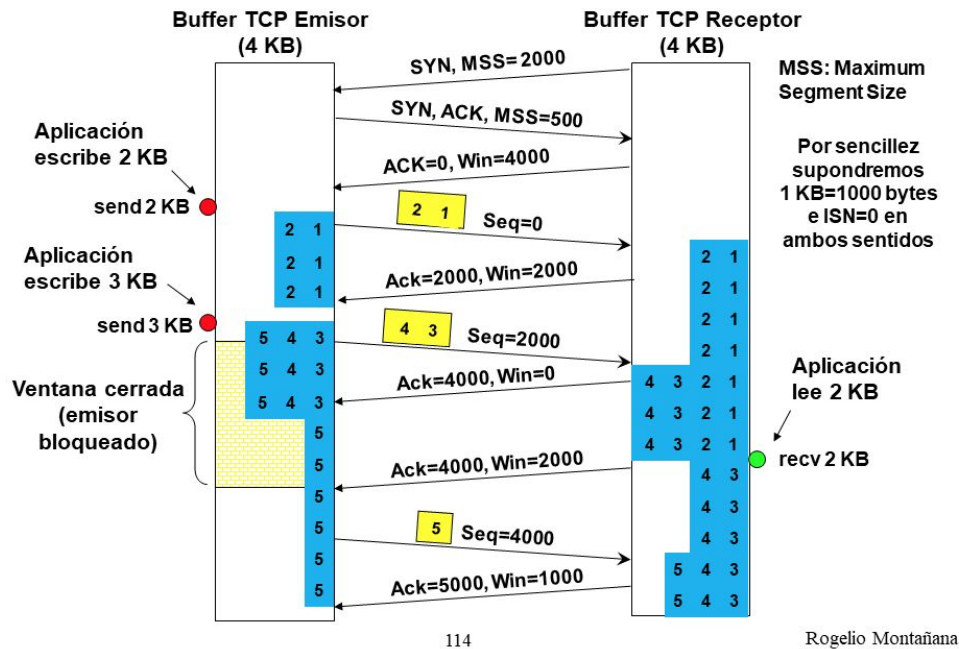 Buffer TCP Emisor
(4 KB)
Buffer TCP Receptor
(4 KB)
MSS: Maximum
Segment Size
Por sencillez
supondremos
1 KB=1000 bytes
e ISN=0 en
ambos sentidos
SYN, MSS= 2000
SYN, ACK, MSS=500
ACK=0, Win=4000
Aplicación
escribe 2 KB
send 2 KB
2 1
Seq=0
2 1
2 1
2 1
Ack=2000, Win=2000
2 1
2 1
2 1
2 1
Aplicación
escribe 3 KB
send 3 KB
4 3
Seq=2000
5 4 3
5 4 3
5 4 3
Ventana cerrada
(emisor
bloqueado)
Ack=4000, Win=0
4 3 2 1
4 3 2 1
4 3 2 1
Aplicación
lee 2 KB
recv 2 KB
5
5
Ack=4000, Win=2000
4 3
4 3
4 3
5
5
5
5
5
Seq=4000
Ack=5000, Win=1000
5 4 3
5 4 3
114
Rogelio Montañana